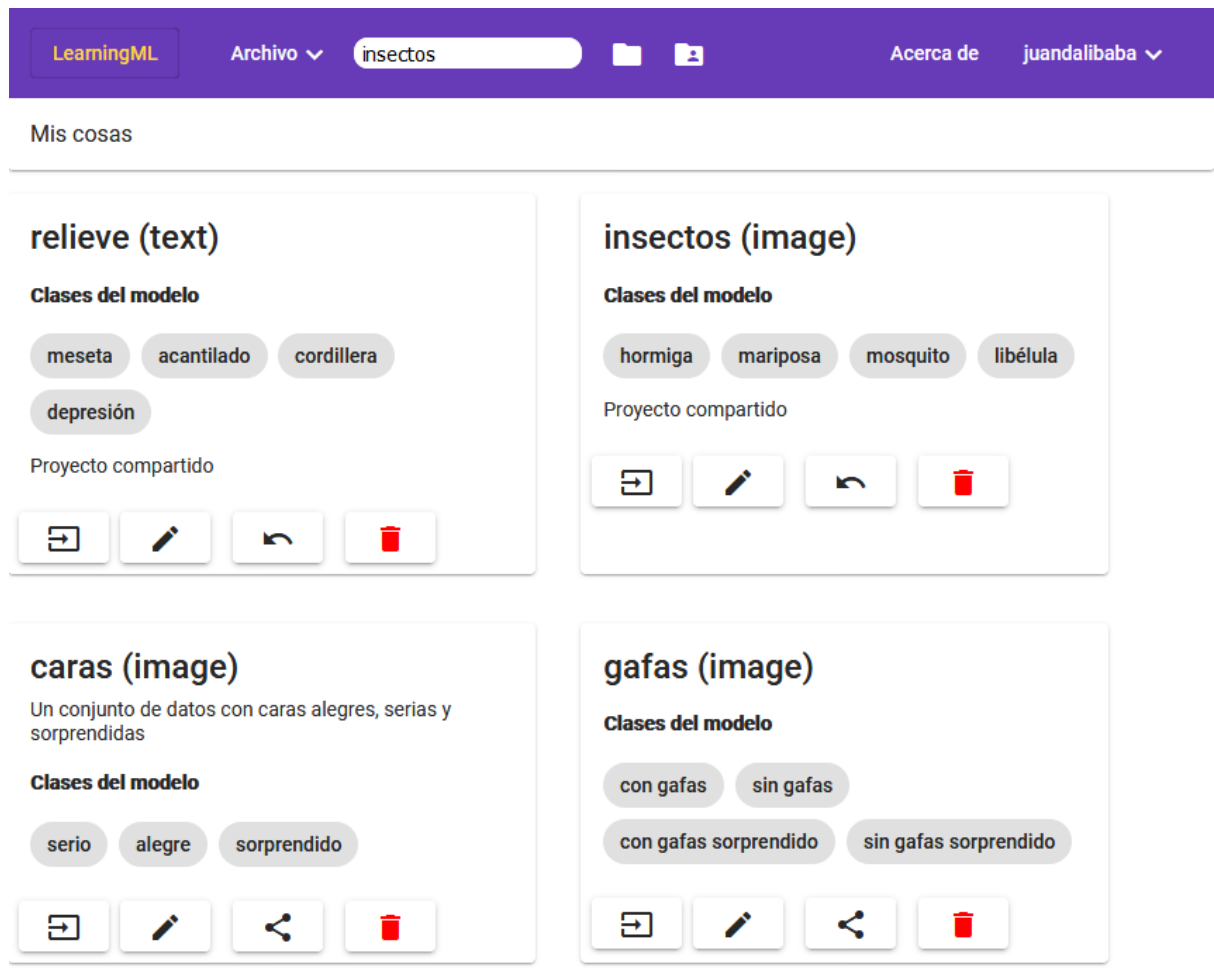 LearningML Archivo insectos Acerca de juandalibaba
Mis cosas
relieve (text)
Clases del modelo
meseta acantilado cordillera
depresión
Proyecto compartido
insectos (image)
Clases del modelo
hormiga mariposa mosquito libélula
Proyecto compartido
caras (image)
Un conjunto de datos con caras alegres, serias y
sorprendidas
Clases del modelo
serio alegre sorprendido
gafas (image)
Clases del modelo
con gafas sin gafas
con gafas sorprendido sin gafas sorprendido